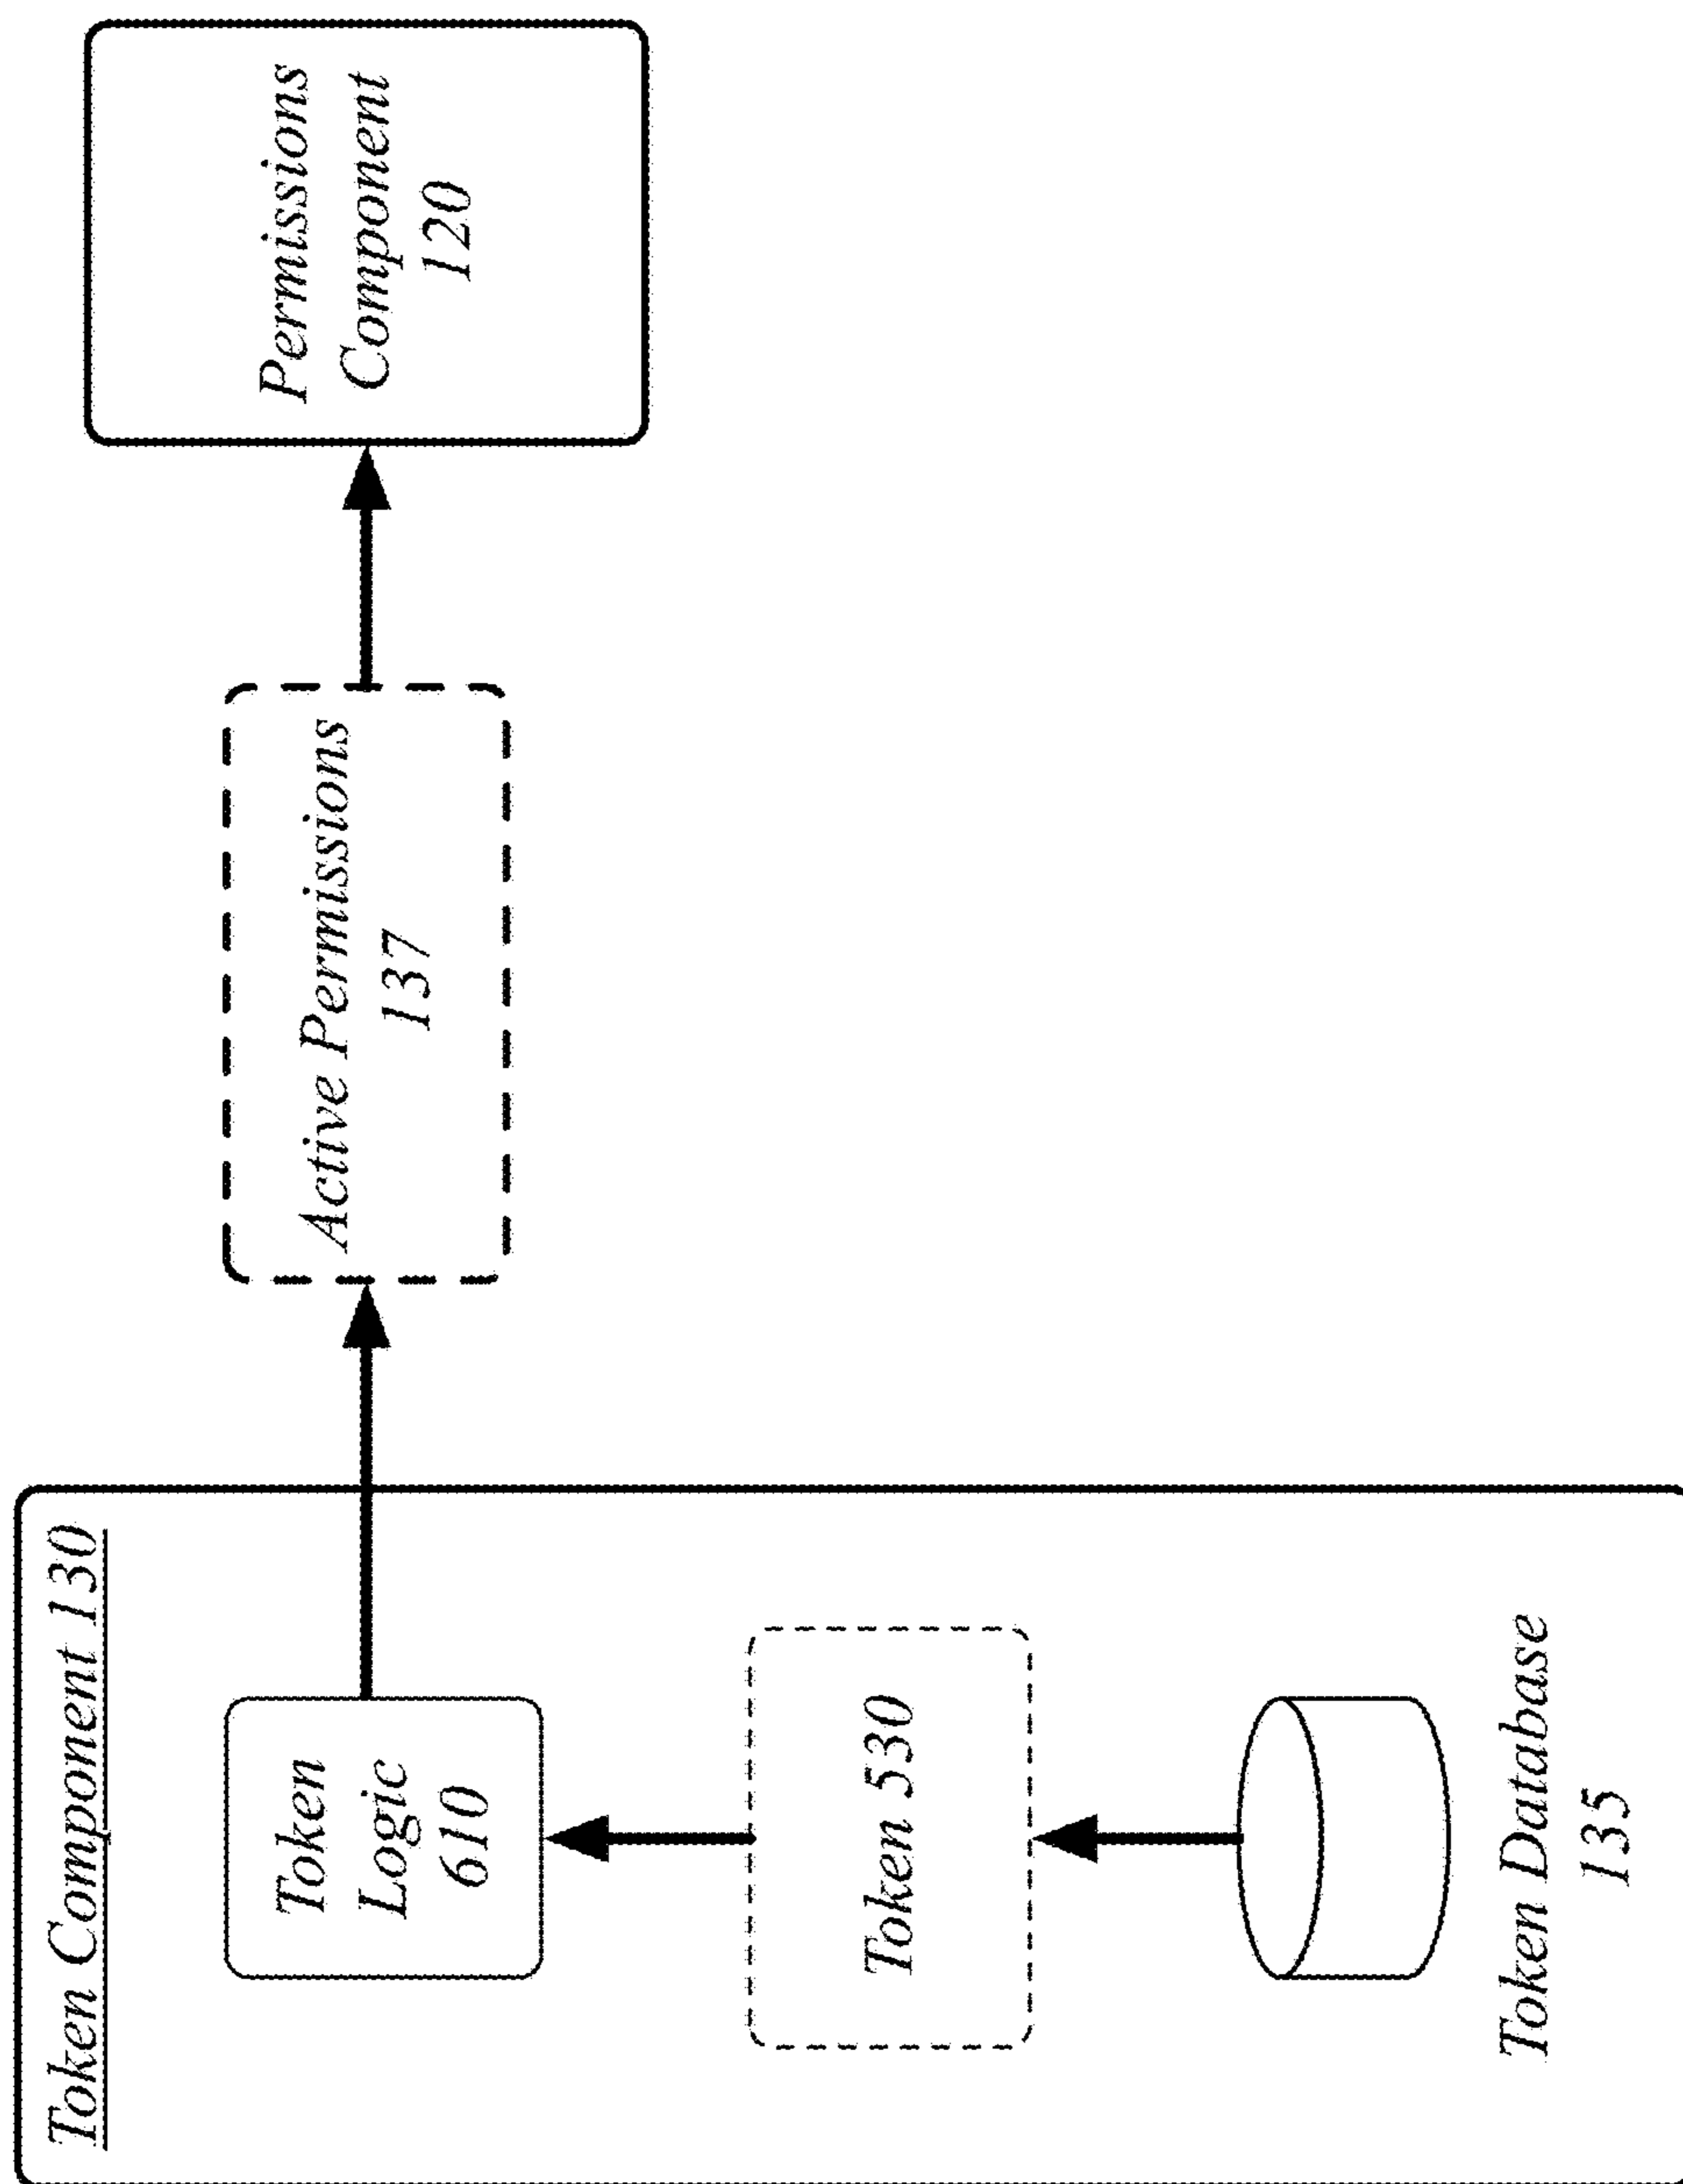 Token Component 130
Token
Logic
610
Token 530
Token Database
135
Active Permissions
137
Permissions
Component
120